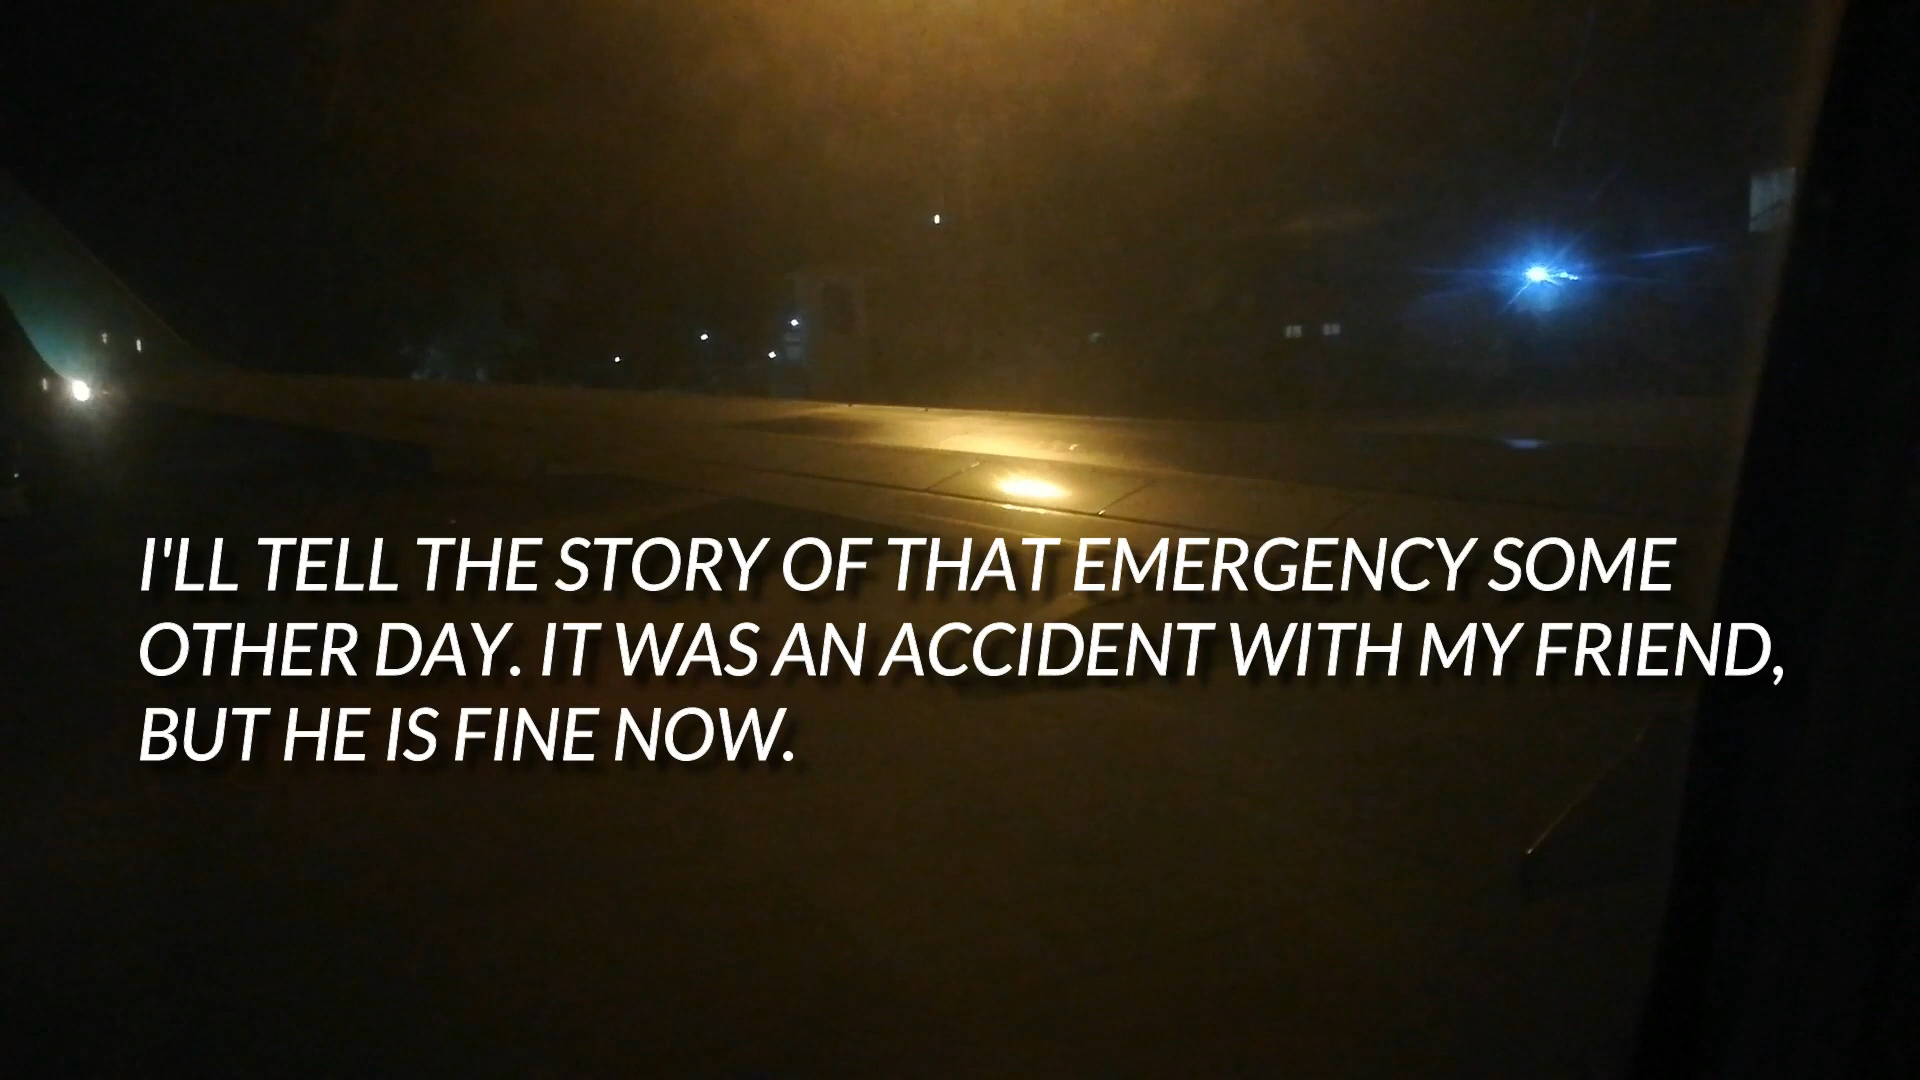 I'LL TELL THE STORY OF THAT EMERGENCY SOME
OTHER DAY. IT WAS AN ACCIDENT WITH MY FRIEND,
BUT HE IS FINE NOW.